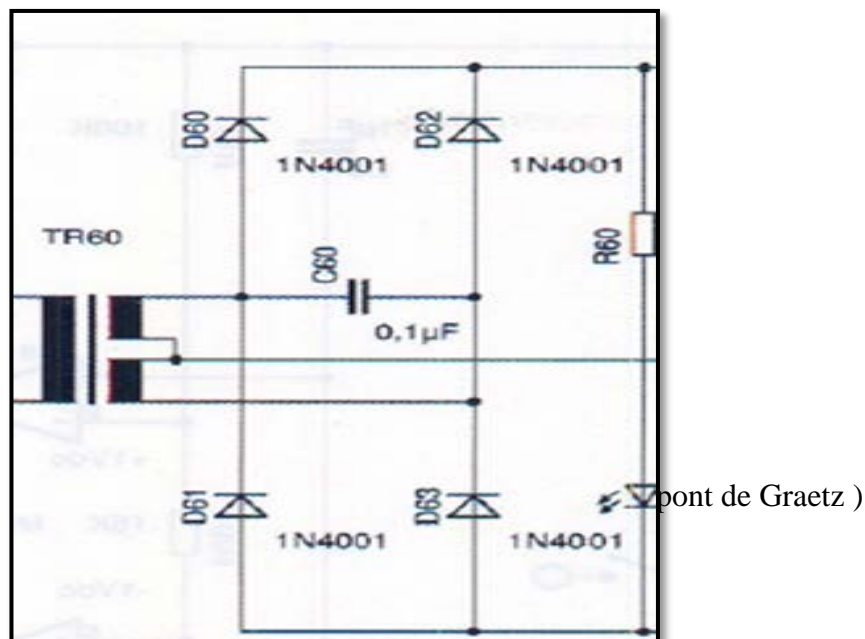 D60
1N4001
D62
1N4001
TR60
C60
0,1µF
R60
D61
1N4001
D63
1N4001
pont de Graetz )